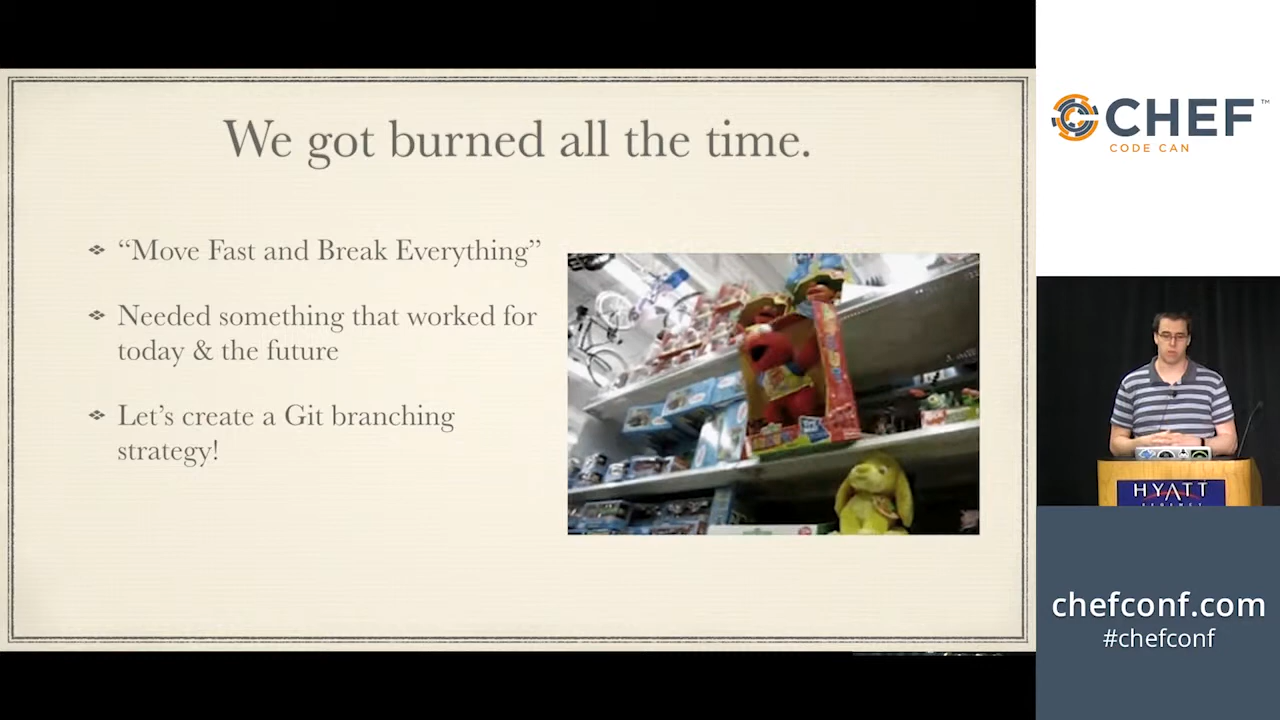 We got burned all the time.
“Move Fast and Break Everything”
Needed something that worked for
today & the future
Let’s create a Git branching
strategy!
CHEF™
CODE CAN
HYATT
chefconf.com
#chefconf